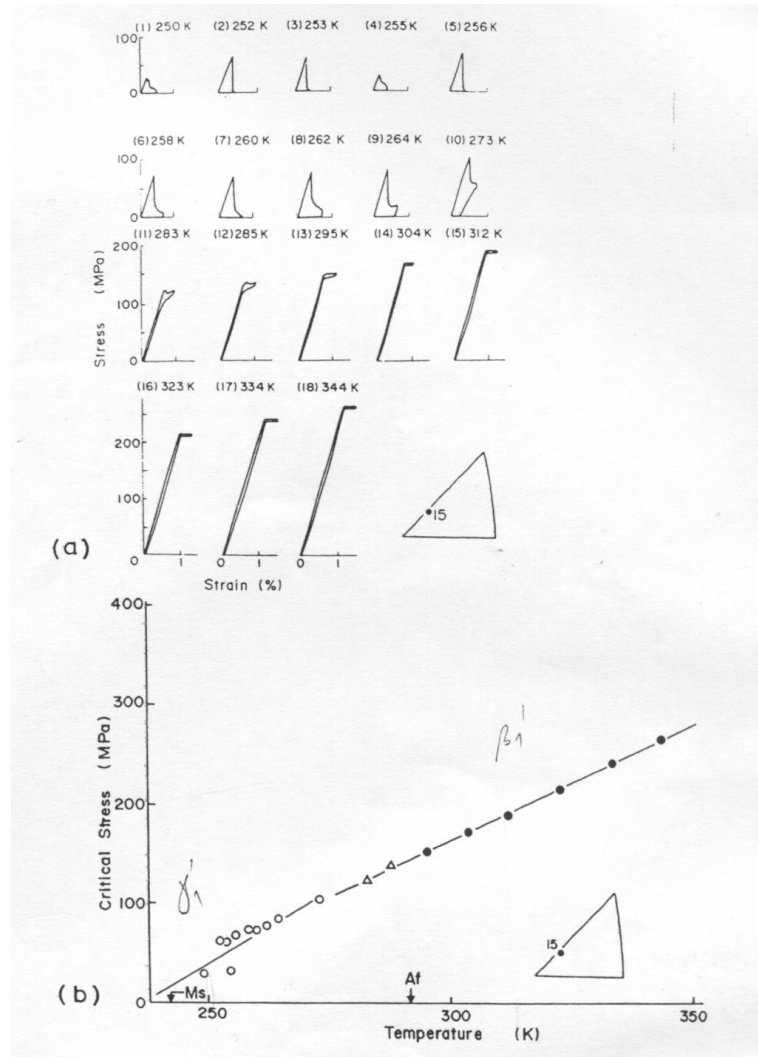 (1) 250 K (2) 252 K (3) 253 K (4) 255 K (5) 256 K
100
0
(6) 258 K (7) 260 K (8) 262 K (9) 264 K (10) 273 K
100
0
(11) 283 K (12) 285 K (13) 295 K (14) 304 K (15) 312 K
200
100
0
Stress (MPa)
(16) 323 K (17) 334 K (18) 344 K
200
100
0
15
(a)
1 0 1 0 1
Strain (%)
400
300
β₁'
200
Critical Stress (MPa)
γ₁'
100
15
(b)
0
Ms Af
250 300 350
Temperature (K)